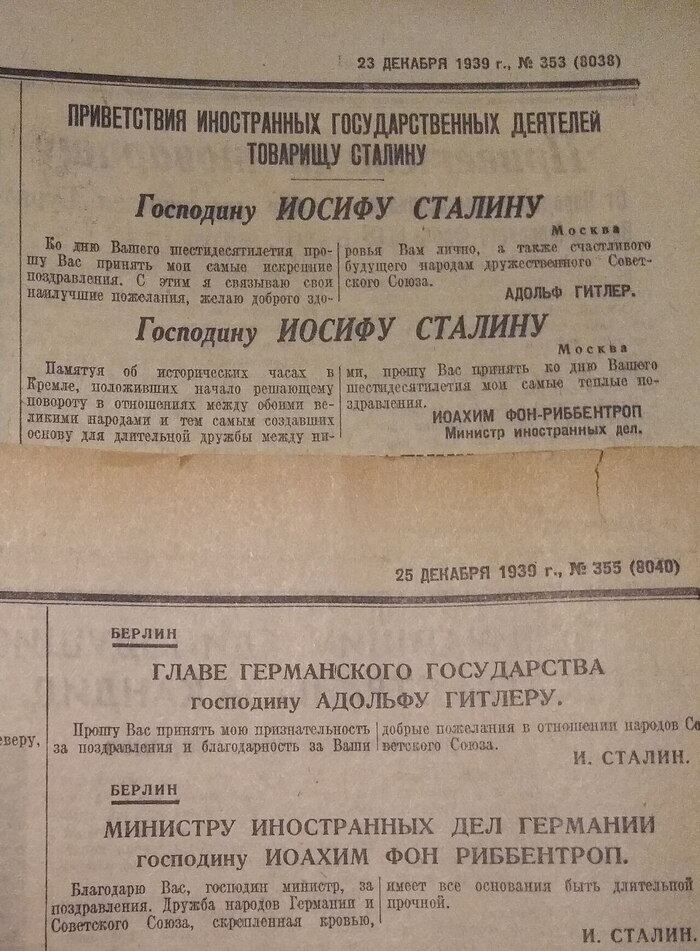 23 ДЕКАБРЯ 1939 г., № 353 (8038)
ПРИВЕТСТВИЯ ИНОСТРАННЫХ ГОСУДАРСТВЕННЫХ ДЕЯТЕЛЕЙ
ТОВАРИЩУ СТАЛИНУ
Господину ИОСИФУ СТАЛИНУ
Москва
Ко дню Вашего шестидесятилетия про-
шу Вас принять мои самые искренние
поздравления. С этим я связываю свои
наилучшие пожелания, желаю доброго здо-
ровья Вам лично, а также счастливого
будущего народам дружественного Совет-
ского Союза.
АДОЛЬФ ГИТЛЕР.
Господину ИОСИФУ СТАЛИНУ
Москва
Памятуя об исторических часах в
Кремле, положивших начало решающему
повороту в отношениях между обоими ве-
ликими народами и тем самым создавших
основу для длительной дружбы между ни-
ми, прошу Вас принять ко дню Вашего
шестидесятилетия мои самые теплые по-
здравления.
ИОАХИМ ФОН-РИББЕНТРОП
Министр иностранных дел.
25 ДЕКАБРЯ 1939 г., № 355 (8040)
еверу,
БЕРЛИН
ГЛАВЕ ГЕРМАНСКОГО ГОСУДАРСТВА
господину АДОЛЬФУ ГИТЛЕРУ.
Прошу Вас принять мою признательность
за поздравления и благодарность за Ваши
добрые пожелания в отношении народов Со
ветского Союза.
И. СТАЛИН.
БЕРЛИН
МИНИСТРУ ИНОСТРАННЫХ ДЕЛ ГЕРМАНИИ
господину ИОАХИМ ФОН РИББЕНТРОП.
Благодарю Вас, господин министр, за
поздравления. Дружба народов Германии и
Советского Союза, скрепленная кровью,
имеет все основания быть длительной
прочной.
И. СТАЛИН.